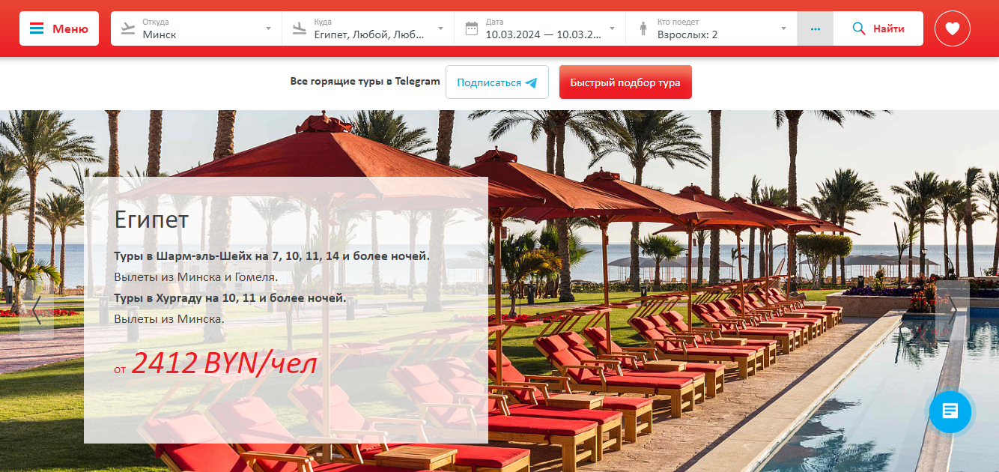 Меню
Откуда
Минск
Куда
Египет, Любой, Люб...
Дата
10.03.2024 — 10.03.2...
Кто поедет
Взрослых: 2
Найти
Все горящие туры в Telegram
Подписаться
Быстрый подбор тура
Египет
Туры в Шарм-эль-Шейх на 7, 10, 11, 14 и более ночей.
Вылеты из Минска и Гомеля.
Туры в Хургаду на 10, 11 и более ночей.
Вылеты из Минска.
от 2412 BYN/чел